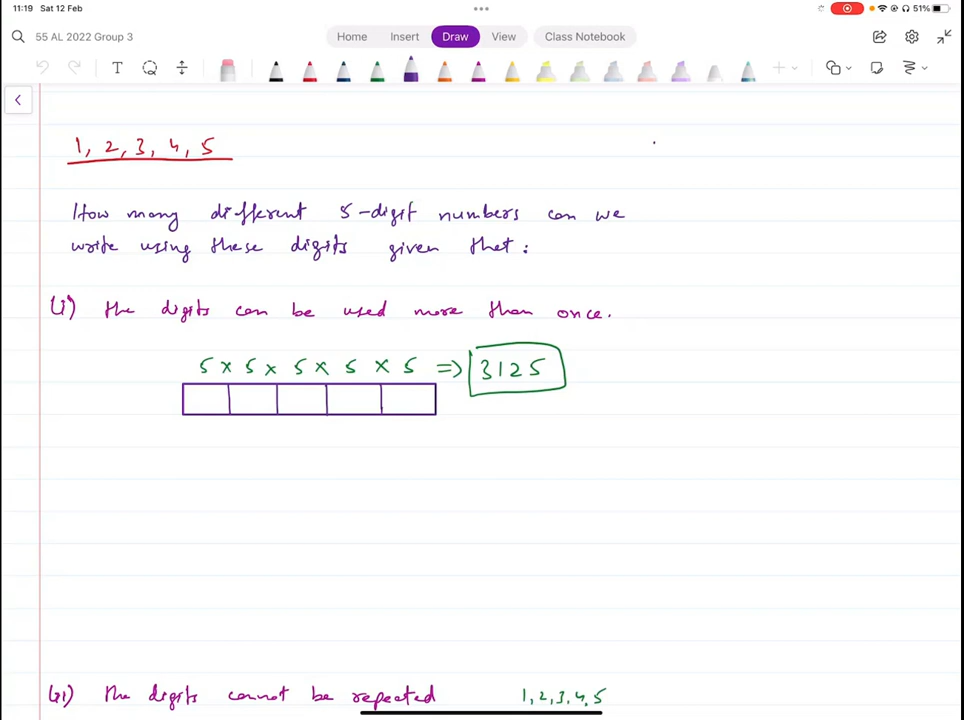 11:19 Sat 12 Feb
51%
55 AL 2022 Group 3
Home Insert Draw View Class Notebook
1, 2, 3, 4, 5
How many different 5-digit numbers can we
write using these digits given that:
(i) the digits can be used more than once.
5 × 5 × 5 × 5 × 5 => 3125
(ii) the digits cannot be repeated 1, 2, 3, 4, 5